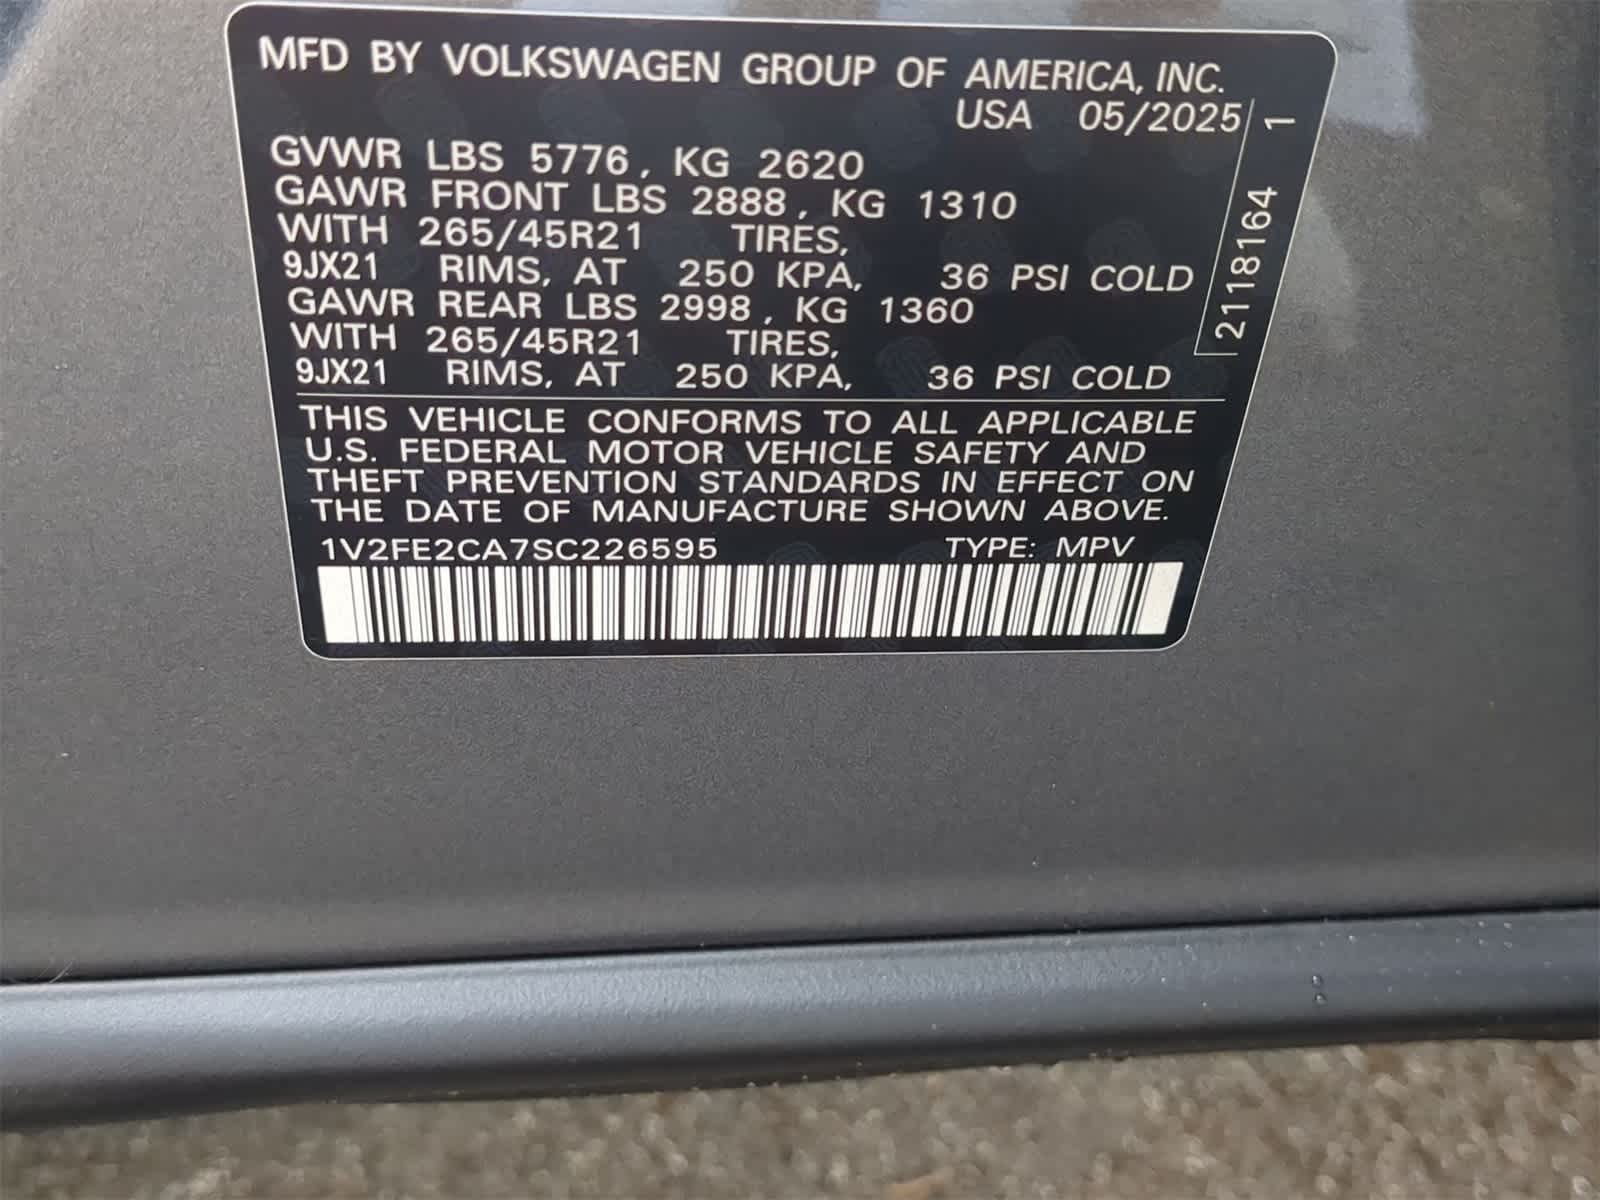 MFD BY VOLKSWAGEN GROUP OF AMERICA, INC.
USA 05/2025
GVWR LBS 5776, KG 2620
GAWR FRONT LBS 2888, KG 1310
WITH 265/45R21 TIRES,
9JX21 RIMS, AT 250 KPA, 36 PSI COLD
GAWR REAR LBS 2998, KG 1360
WITH 265/45R21 TIRES,
9JX21 RIMS, AT 250 KPA, 36 PSI COLD
2118164 1
THIS VEHICLE CONFORMS TO ALL APPLICABLE
U.S. FEDERAL MOTOR VEHICLE SAFETY AND
THEFT PREVENTION STANDARDS IN EFFECT ON
THE DATE OF MANUFACTURE SHOWN ABOVE.
1V2FE2CA7SC226595 TYPE: MPV